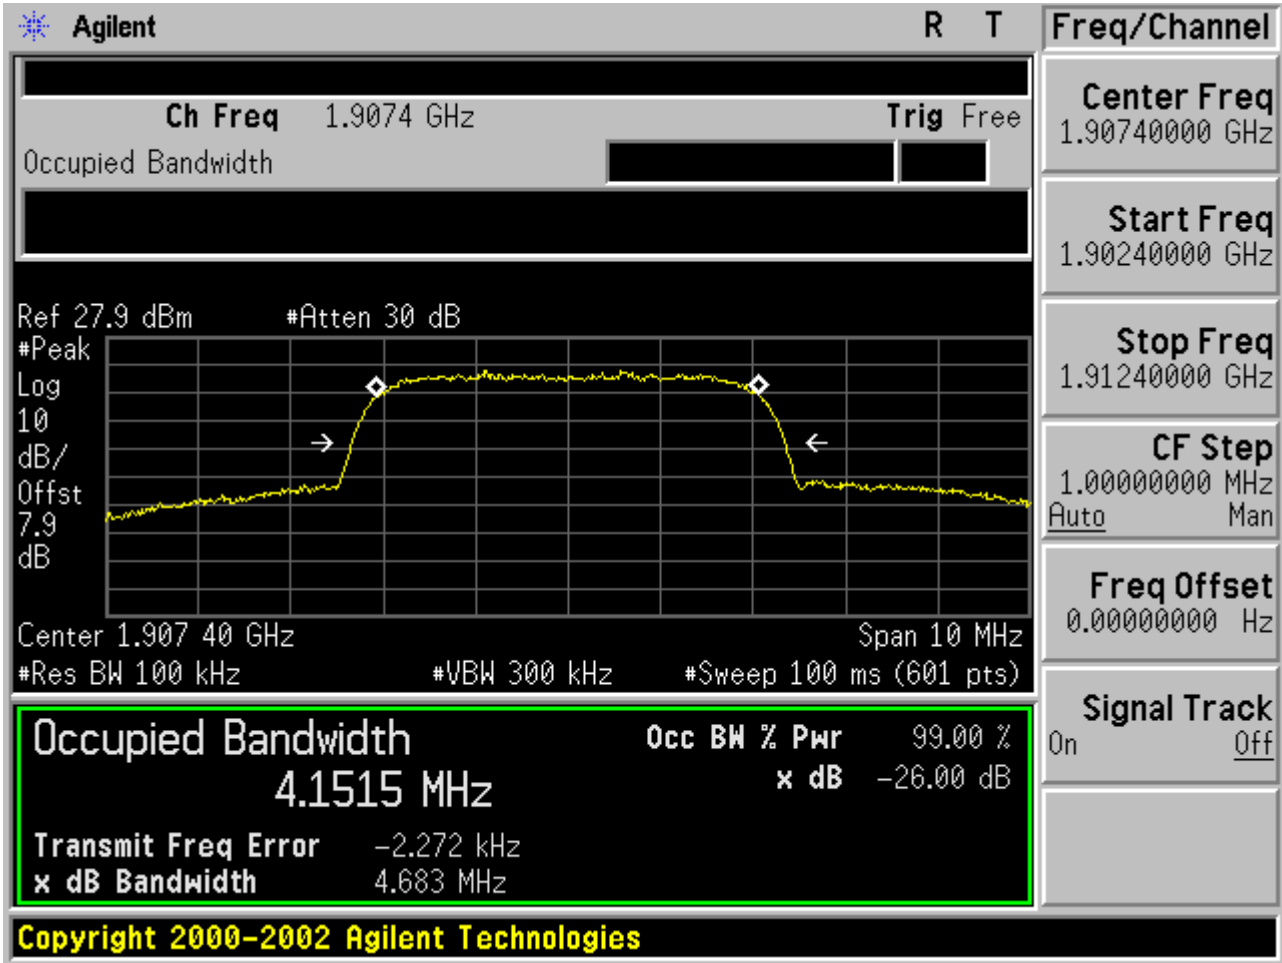 Agilent R T
Ch Freq 1.9074 GHz Trig Free
Occupied Bandwidth
Ref 27.9 dBm #Atten 30 dB
#Peak
Log
10
dB/
Offst
7.9
dB
Center 1.907 40 GHz Span 10 MHz
#Res BW 100 kHz #VBW 300 kHz #Sweep 100 ms (601 pts)
Occupied Bandwidth
4.1515 MHz
Occ BW % Pwr 99.00 %
x dB -26.00 dB
Transmit Freq Error -2.272 kHz
x dB Bandwidth 4.683 MHz
Freq/Channel
Center Freq
1.90740000 GHz
Start Freq
1.90240000 GHz
Stop Freq
1.91240000 GHz
CF Step
1.00000000 MHz
Auto Man
Freq Offset
0.00000000 Hz
Signal Track
On Off
Copyright 2000-2002 Agilent Technologies